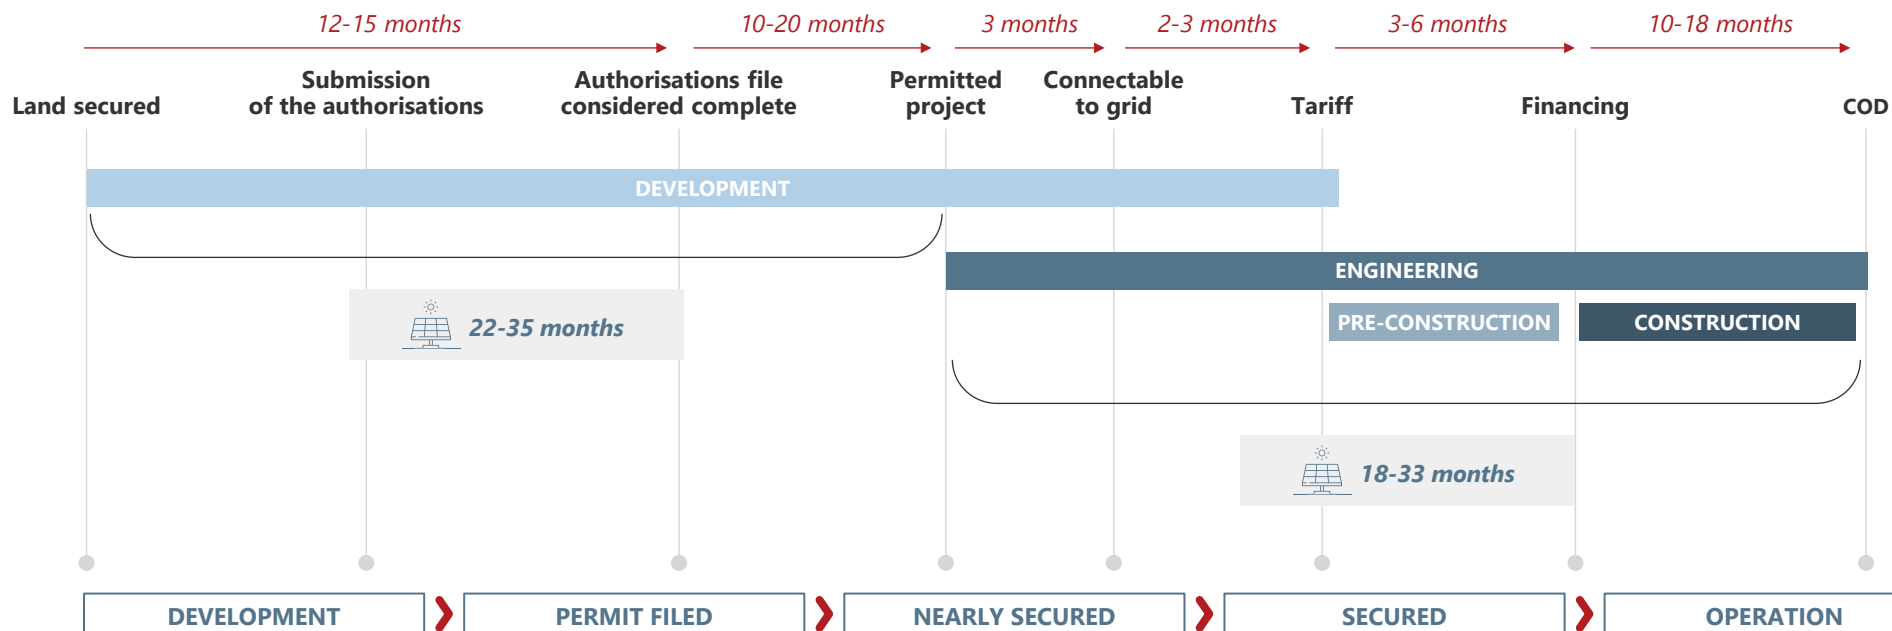 12-15 months
10-20 months
3 months
2-3 months
3-6 months
10-18 months
Land secured
Submission
of the authorisations
Authorisations file
considered complete
Permitted
project
Connectable
to grid
Tariff
Financing
COD
DEVELOPMENT
ENGINEERING
PRE-CONSTRUCTION
CONSTRUCTION
22-35 months
18-33 months
DEVELOPMENT
PERMIT FILED
NEARLY SECURED
SECURED
OPERATION